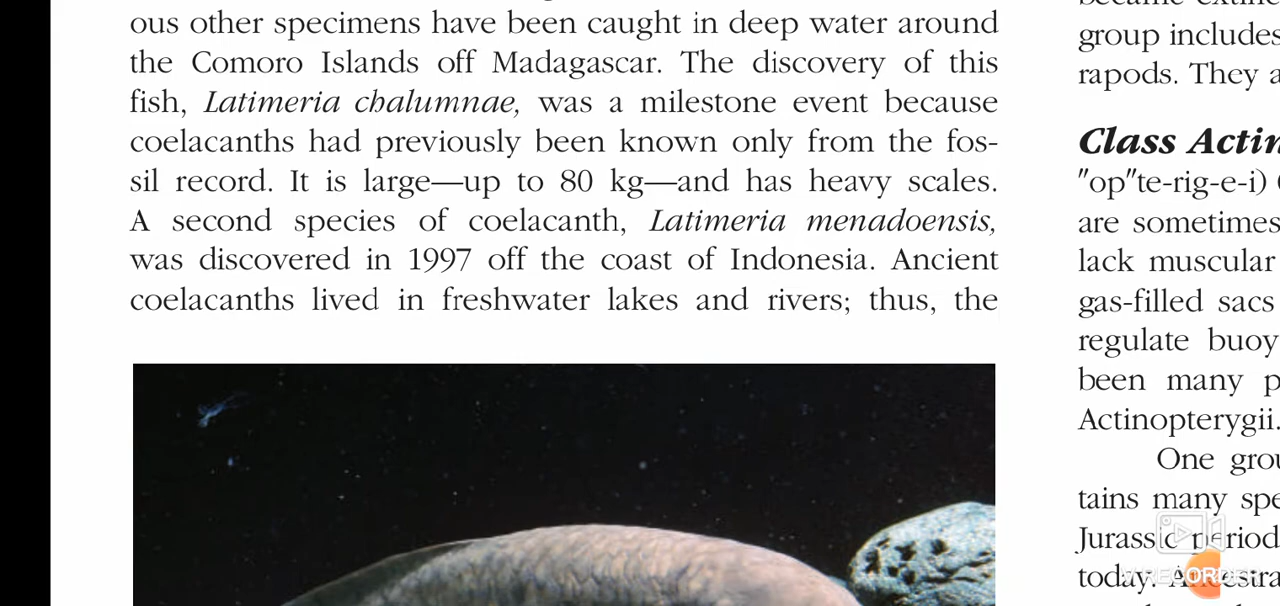 ous other specimens have been caught in deep water around
the Comoro Islands off Madagascar. The discovery of this
fish, Latimeria chalumnae, was a milestone event because
coelacanths had previously been known only from the fos-
sil record. It is large—up to 80 kg—and has heavy scales.
A second species of coelacanth, Latimeria menadoensis,
was discovered in 1997 off the coast of Indonesia. Ancient
coelacanths lived in freshwater lakes and rivers; thus, the
group includes
rapods. They a
Class Actin
"op"te-rig-e-i)
are sometimes
lack muscular
gas-filled sacs
regulate buoy
been many p
Actinopterygii.
One grou
tains many spe
Jurassic period
today. Ancestra
RECORDER